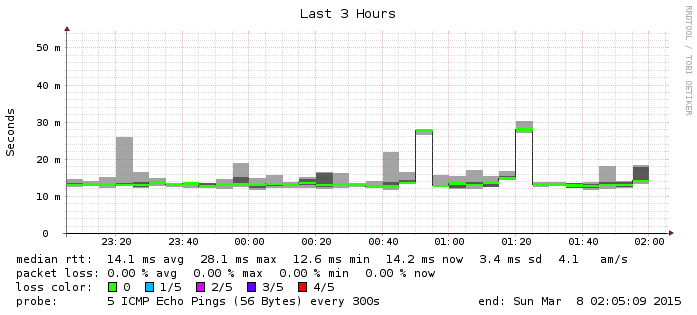 Last 3 Hours
RRDTOOL / TOBI OETIKER
Seconds
50 m
40 m
30 m
20 m
10 m
0
23:20 23:40 00:00 00:20 00:40 01:00 01:20 01:40 02:00
median rtt: 14.1 ms avg 28.1 ms max 12.6 ms min 14.2 ms now 3.4 ms sd 4.1 am/s
packet loss: 0.00 % avg 0.00 % max 0.00 % min 0.00 % now
loss color: 0 1/5 2/5 3/5 4/5
probe: 5 ICMP Echo Pings (56 Bytes) every 300s end: Sun Mar 8 02:05:09 2015